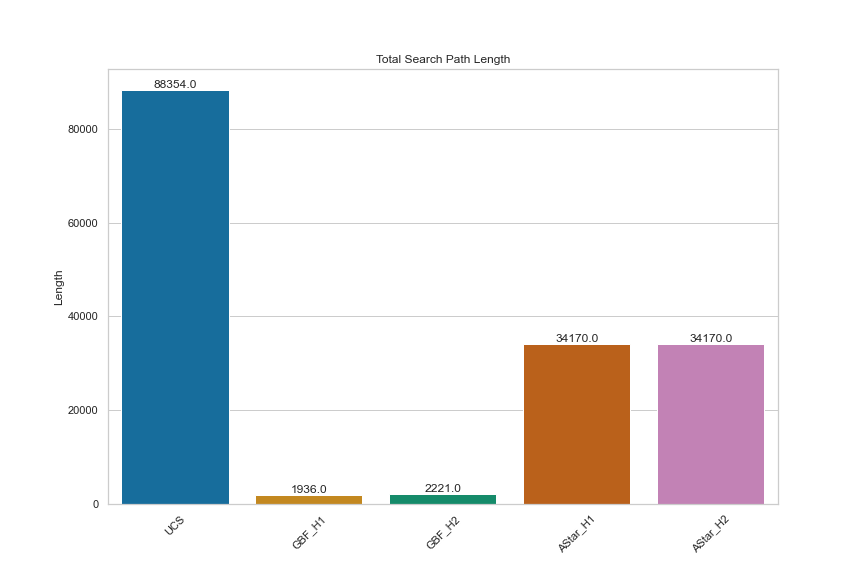 Total Search Path Length
88354.0
80000
60000
Length
40000
34170.0
34170.0
20000
1936.0
2221.0
0
UCS
GBF_H1
GBF_H2
AStar_H1
AStar_H2